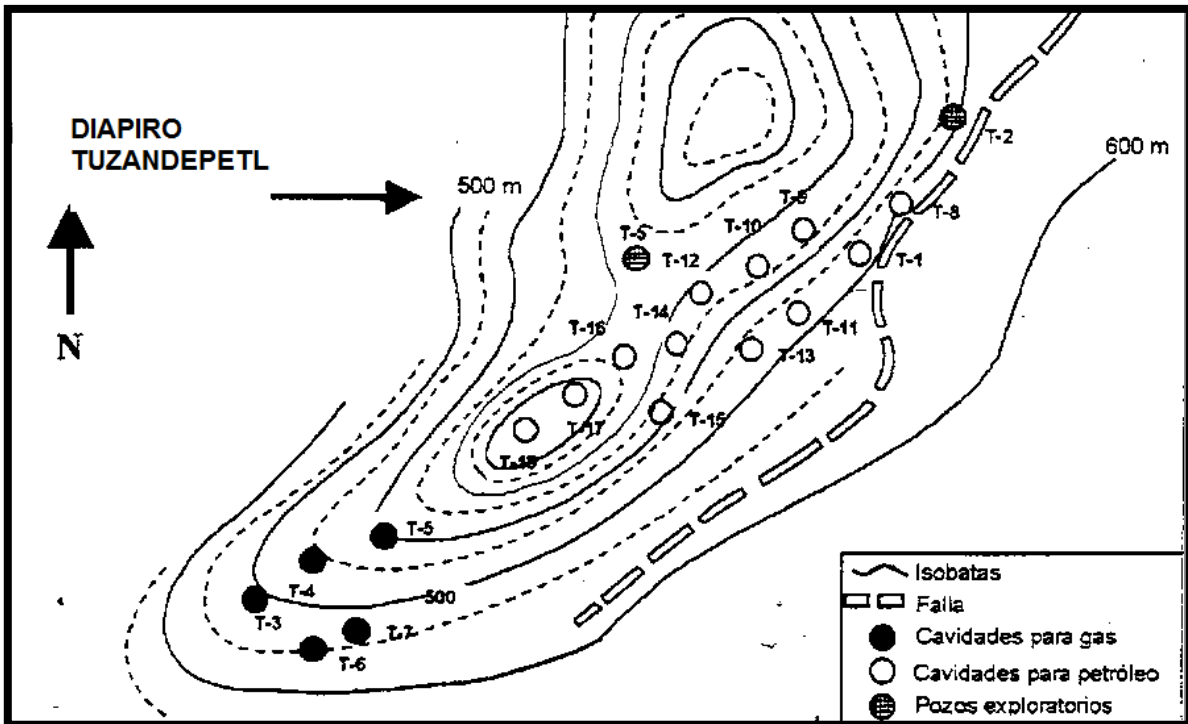 DIAPIRO
TUZANDEPETL
500 m
600 m
N
T-2
T-8
T-9
T-10
T-5
T-12
T-1
T-14
T-11
T-16
T-13
T-15
T-17
T-5
T-4
500
T-3
T-7
T-6
Isobatas
Falla
Cavidades para gas
Cavidades para petróleo
Pozos exploratorios